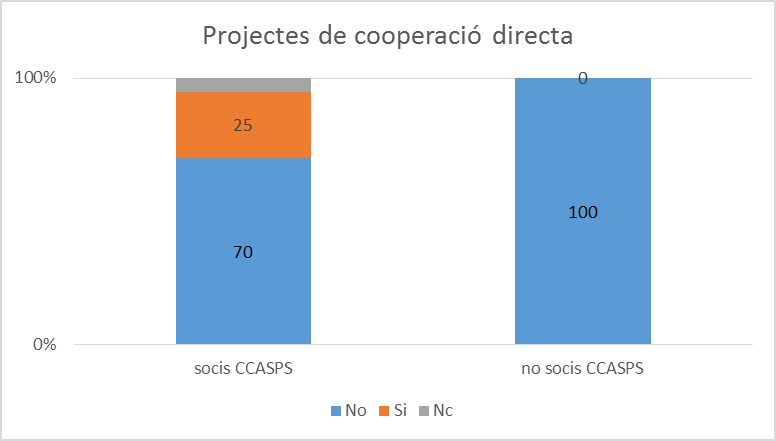 Projectes de cooperació directa
100%
0
25
100
70
0%
socis CCASPS
no socis CCASPS
No Si Nc